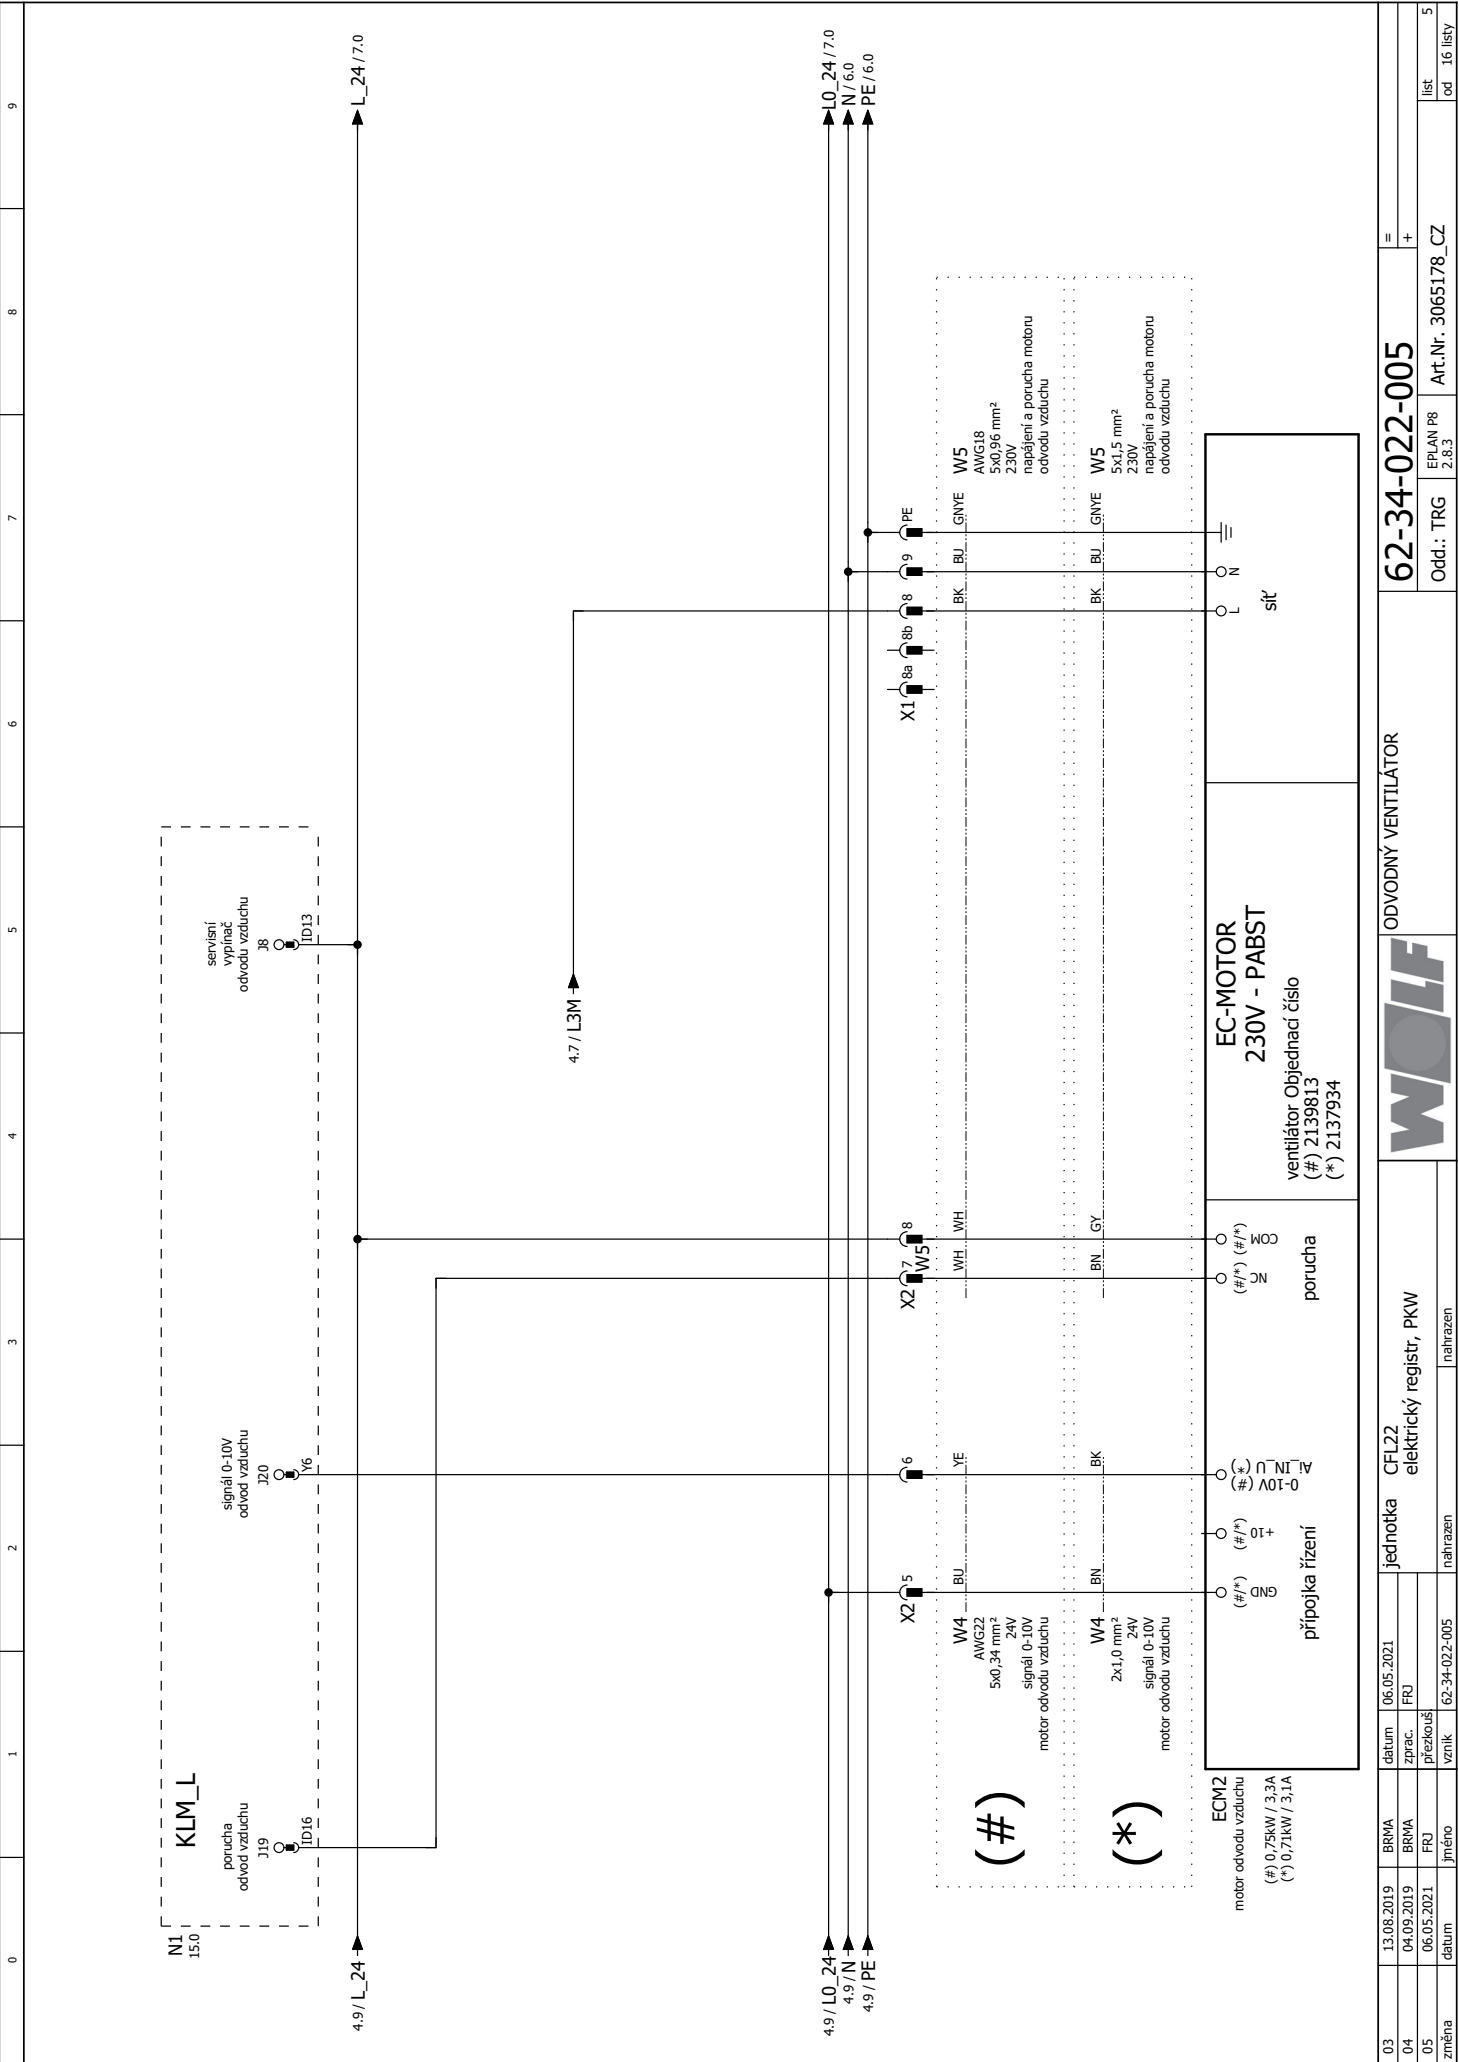 0
1
2
3
4
5
6
7
8
9
N1
15.0
KLM_L
porucha
odvod vzduchu
J19
ID16
signál 0-10V
odvod vzduchu
J20
Y6
servisní
vypínač
odvodu vzduchu
J8
ID13
4.9 / L_24
L_24 / 7.0
4.7 / L3M
4.9 / L0_24
4.9 / N
4.9 / PE
L0_24 / 7.0
N / 6.0
PE / 6.0
X2
5
6
X2
7
W5
8
X1
8a
8b
8
9
PE
(#)
W4
AWG22
5x0,34 mm²
24V
signál 0-10V
motor odvodu vzduchu
BU
YE
WH
WH
BK
BU
GNYE
W5
AWG18
5x0,96 mm²
230V
napájení a porucha motoru
odvodu vzduchu
(*)
W4
2x1,0 mm²
24V
signál 0-10V
motor odvodu vzduchu
BN
BK
BN
GY
BK
BU
GNYE
W5
5x1,5 mm²
230V
napájení a porucha motoru
odvodu vzduchu
ECM2
motor odvodu vzduchu
(#) 0,75kW / 3,3A
(*) 0,71kW / 3,1A
(#/*)
GND
(#/*)
+10
0-10V (#)
Ai_IN_U (*)
přípojka řízení
(#/*)
NC
(#/*)
COM
porucha
EC-MOTOR
230V - PABST
ventilátor Objednací číslo
(#) 2139813
(*) 2137934
L
N
síť
03
13.08.2019
BRMA
datum
06.05.2021
04
04.09.2019
BRMA
zprac.
FRJ
05
06.05.2021
FRJ
přezkouš.
změna
datum
jméno
vznik
62-34-022-005
nahrazen
nahrazen
jednotka
CFL22
elektrický registr, PKW
WOLF
ODVODNÝ VENTILÁTOR
62-34-022-005
=
+
Odd.: TRG
EPLAN P8
2.8.3
Art.Nr. 3065178_CZ
list
5
od
16 listy